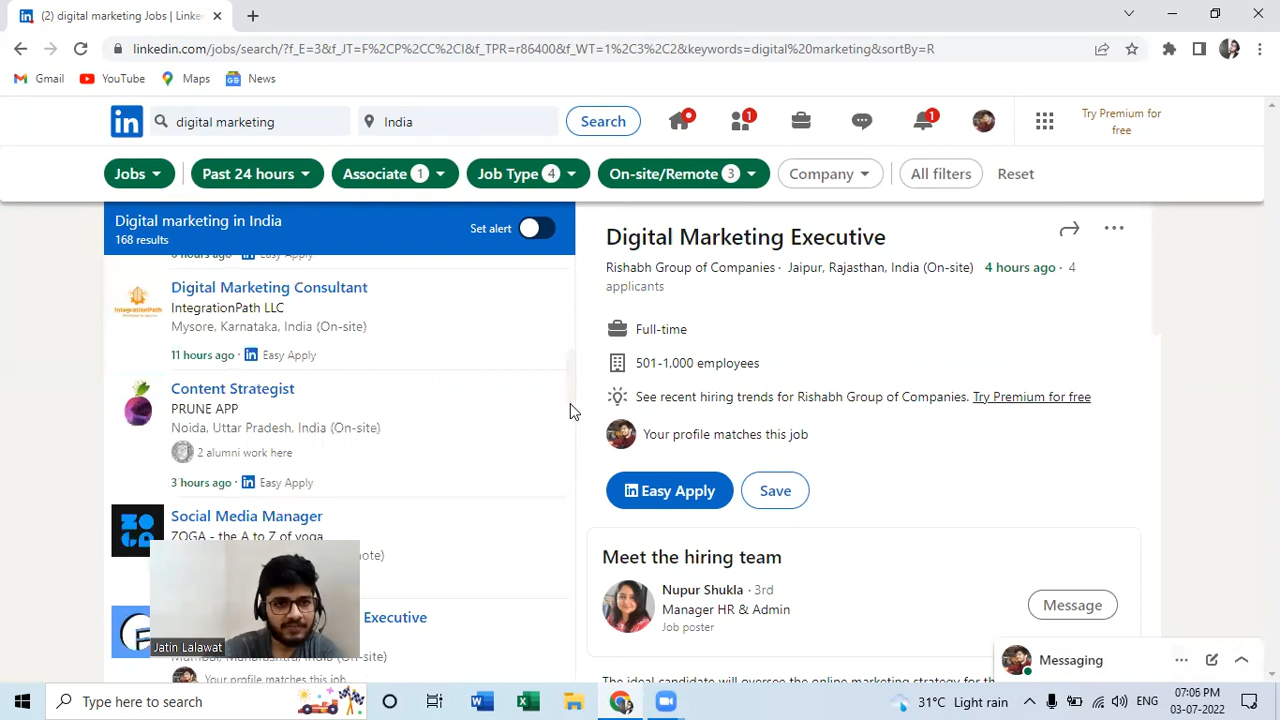 (2) digital marketing Jobs | Linke
linkedin.com/jobs/search/?f_E=3&f_JT=F%2CP%2CC%2CI&f_TPR=r86400&f_WT=1%2C3%2C2&keywords=digital%20marketing&sortBy=R
Gmail YouTube Maps News
in digital marketing India Search 1 1 Try Premium for
free
Jobs Past 24 hours Associate 1 Job Type 4 On-site/Remote 3 Company All filters Reset
Digital marketing in India
168 results
Set alert
Easy Apply
Digital Marketing Consultant
IntegrationPath LLC
Mysore, Karnataka, India (On-site)
11 hours ago · in Easy Apply
Content Strategist
PRUNE APP
Noida, Uttar Pradesh, India (On-site)
2 alumni work here
3 hours ago · in Easy Apply
Social Media Manager
ZOGA - the A to Z of yoga
Executive
Your profile matches this job
Jatin Lalawat
Digital Marketing Executive
Rishabh Group of Companies · Jaipur, Rajasthan, India (On-site) 4 hours ago · 4
applicants
Full-time
501-1,000 employees
See recent hiring trends for Rishabh Group of Companies. Try Premium for free
Your profile matches this job
in Easy Apply Save
Meet the hiring team
Nupur Shukla · 3rd
Manager HR & Admin
Job poster
Message
Messaging
Type here to search
31°C Light rain ENG 07:06 PM
03-07-2022